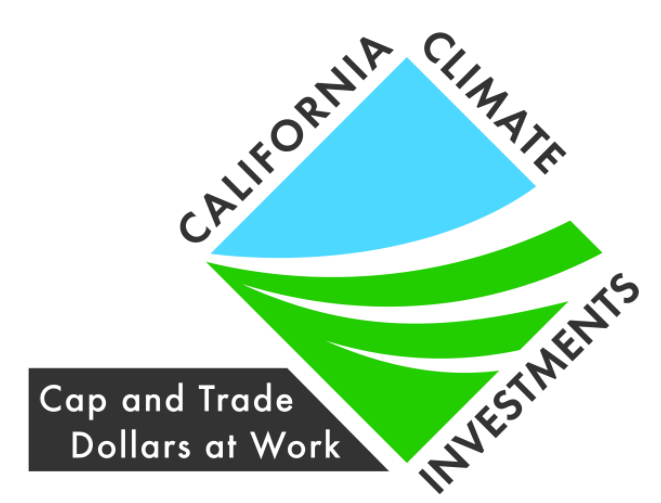 CALIFORNIA
CLIMATE
INVESTMENTS
Cap and Trade
Dollars at Work